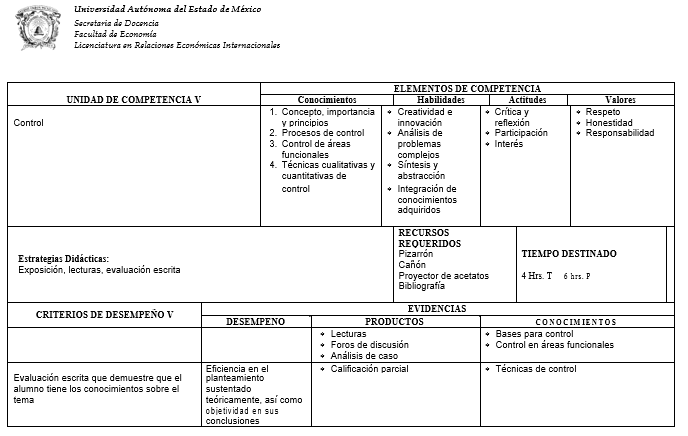 Universidad Autónoma del Estado de México
Secretaria de Docencia
Facultad de Economía
Licenciatura en Relaciones Económicas Internacionales
UNIDAD DE COMPETENCIA V
ELEMENTOS DE COMPETENCIA
Conocimientos
Habilidades
Actitudes
Valores
Control
1. Concepto, importancia
y principios
2. Procesos de control
3. Control de áreas
funcionales
4. Técnicas cualitativas y
cuantitativas de
control
Creatividad e
innovación
Análisis de
problemas
complejos
Síntesis y
abstracción
Integración de
conocimientos
adquiridos
Crítica y
reflexión
Participación
Interés
Respeto
Honestidad
Responsabilidad
Estrategias Didácticas:
Exposición, lecturas, evaluación escrita
RECURSOS
REQUERIDOS
Pizarrón
Cañón
Proyector de acetatos
Bibliografía
TIEMPO DESTINADO
4 Hrs. T 6 hrs. P
CRITERIOS DE DESEMPEÑO V
EVIDENCIAS
DESEMPEÑO
PRODUCTOS
CONOCIMIENTOS
Lecturas
Foros de discusión
Análisis de caso
Bases para control
Control en áreas funcionales
Evaluación escrita que demuestre que el
alumno tiene los conocimientos sobre el
tema
Eficiencia en el
planteamiento
sustentado
teóricamente, así como
objetividad en sus
conclusiones
Calificación parcial
Técnicas de control